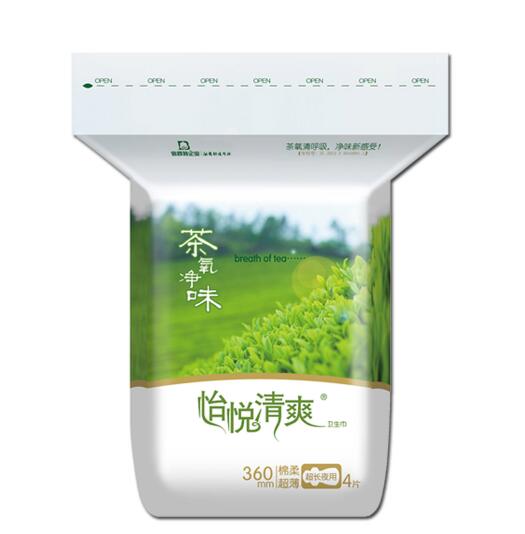 OPEN OPEN OPEN OPEN OPEN OPEN OPEN
茶氧清呼吸，净味新感受！
茶氧净味
breath of tea······
怡悦清爽®
卫生巾
360mm
棉柔
超薄
超长夜用
4片